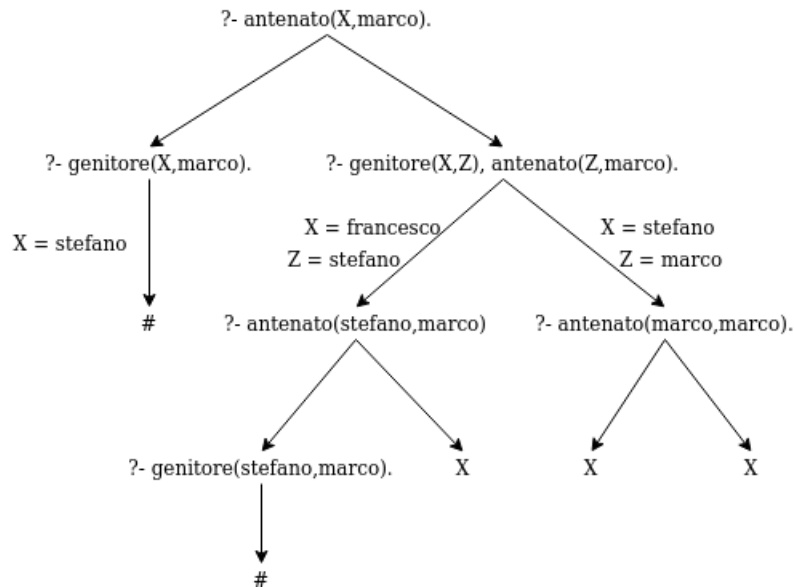 ?- antenato(X,marco).
?- genitore(X,marco).
?- genitore(X,Z), antenato(Z,marco).
X = stefano
X = francesco
Z = stefano
X = stefano
Z = marco
#
?- antenato(stefano,marco)
?- antenato(marco,marco).
?- genitore(stefano,marco).
X
X
X
#